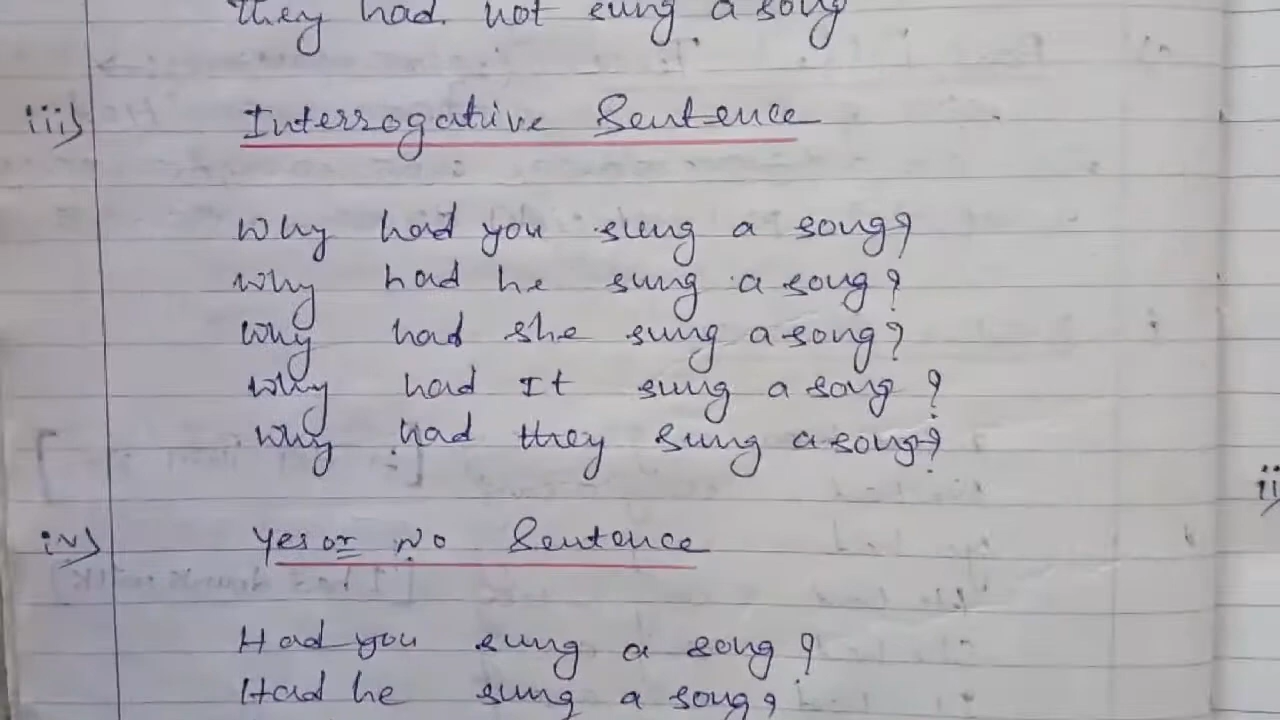 they had not sung a song
iii) Interrogative Sentence
Why had you sung a song?
Why had he sung a song?
Why had she sung a song?
Why had It sung a song?
Why had they sung a song?
iv) Yes or No Sentence
Had you sung a song?
Had he sung a song?
ii)